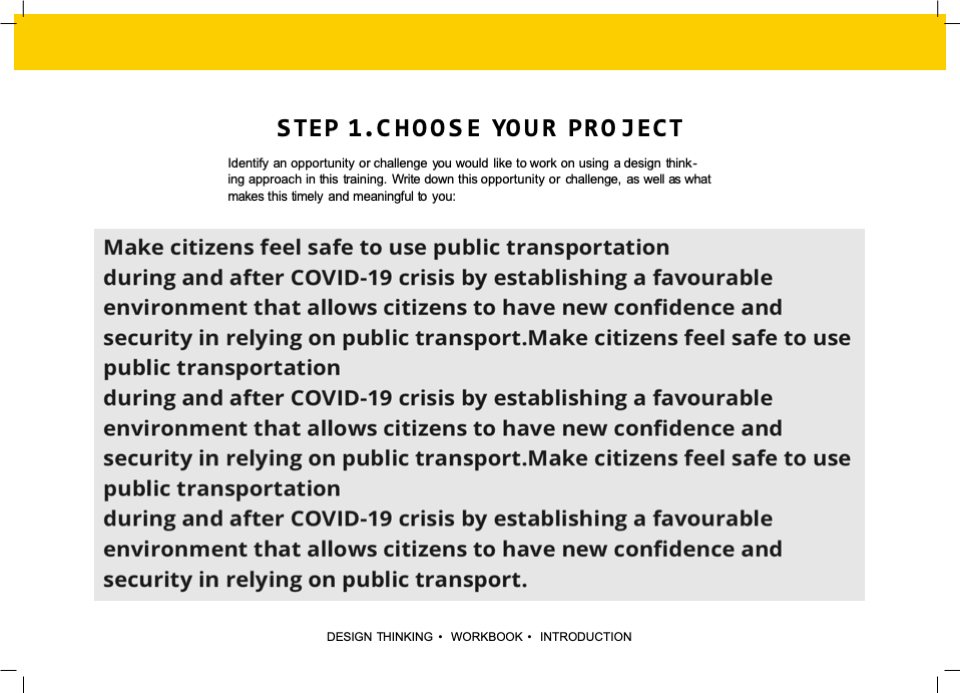 STEP 1.CHOOSE YOUR PROJECT
Identify an opportunity or challenge you would like to work on using a design think-
ing approach in this training. Write down this opportunity or challenge, as well as what
makes this timely and meaningful to you:
Make citizens feel safe to use public transportation
during and after COVID-19 crisis by establishing a favourable
environment that allows citizens to have new confidence and
security in relying on public transport.Make citizens feel safe to use
public transportation
during and after COVID-19 crisis by establishing a favourable
environment that allows citizens to have new confidence and
security in relying on public transport.Make citizens feel safe to use
public transportation
during and after COVID-19 crisis by establishing a favourable
environment that allows citizens to have new confidence and
security in relying on public transport.
DESIGN THINKING • WORKBOOK • INTRODUCTION